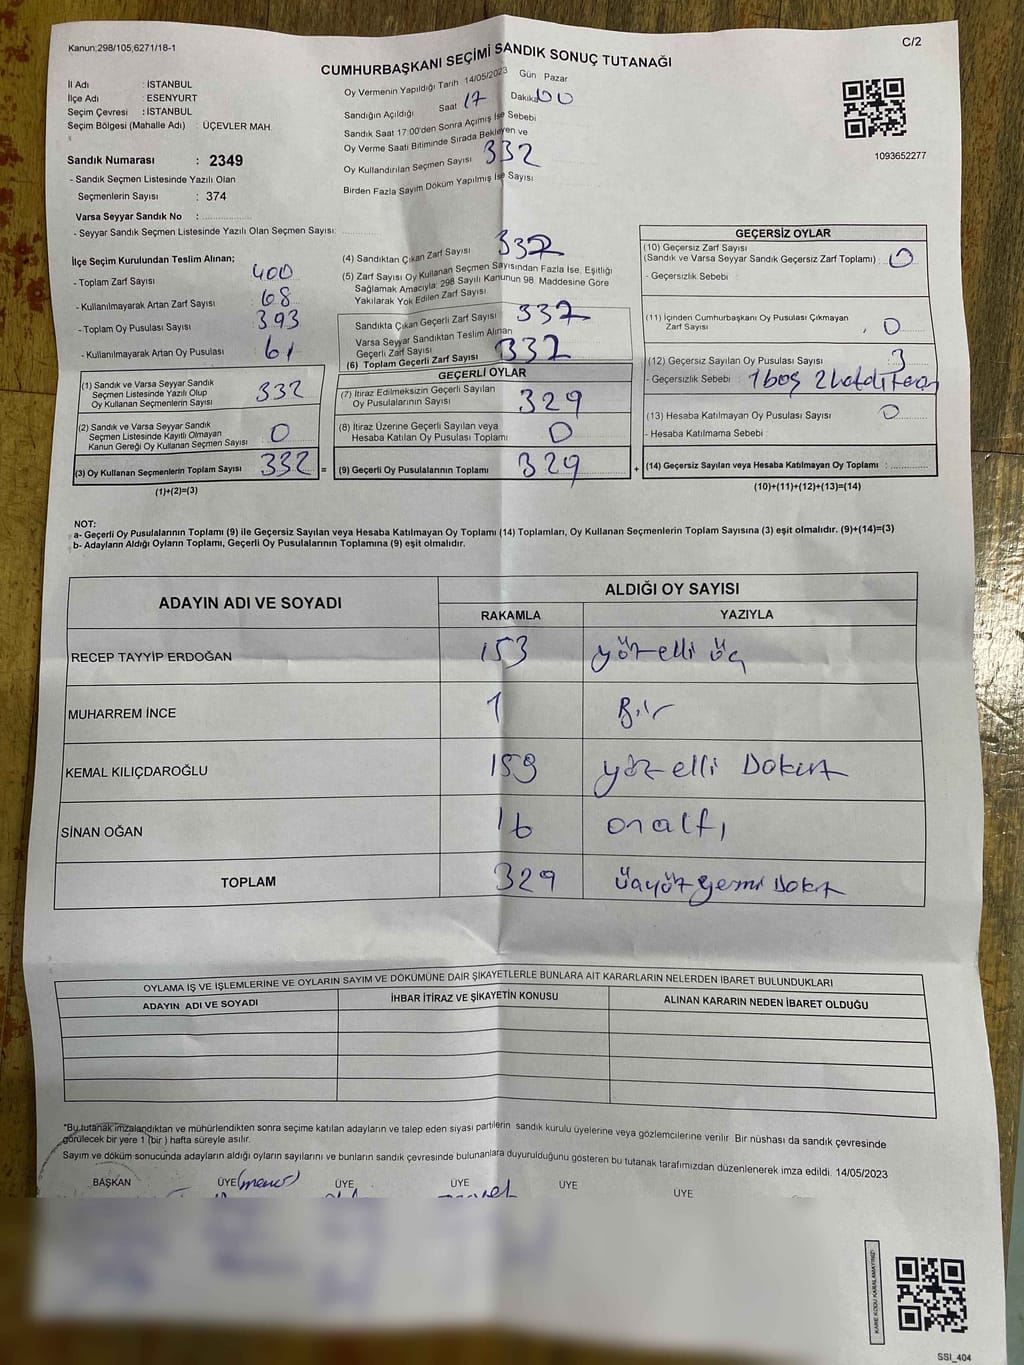 Kanun;298/105;6271/18-1
C/2
CUMHURBAŞKANI SEÇİMİ SANDIK SONUÇ TUTANAĞI
İl Adı : İSTANBUL
İlçe Adı : ESENYURT
Seçim Çevresi : İSTANBUL
Seçim Bölgesi (Mahalle Adı) : ÜÇEVLER MAH.
Sandık Numarası : 2349
- Sandık Seçmen Listesinde Yazılı Olan
Seçmenlerin Sayısı : 374
Varsa Seyyar Sandık No :
- Seyyar Sandık Seçmen Listesinde Yazılı Olan Seçmen Sayısı:
Oy Vermenin Yapıldığı Tarih 14/05/2023 Gün Pazar
Sandığın Açıldığı Saat 17 Dakika 00
Sandık Saat 17:00'den Sonra Açımış İse Sebebi
Oy Verme Saati Bitiminde Sırada Bekleyen ve
Oy Kullandırılan Seçmen Sayısı 332
Birden Fazla Sayım Döküm Yapılmış İse Sayısı
1093652277
İlçe Seçim Kurulundan Teslim Alınan;
- Toplam Zarf Sayısı 400
- Kullanılmayarak Artan Zarf Sayısı 68
- Toplam Oy Pusulası Sayısı 393
- Kullanılmayarak Artan Oy Pusulası 61
(1) Sandık ve Varsa Seyyar Sandık
Seçmen Listesinde Yazılı Olup
Oy Kullanan Seçmenlerin Sayısı 332
(2) Sandık ve Varsa Seyyar Sandık
Seçmen Listesinde Kayıtlı Olmayan
Kanun Gereği Oy Kullanan Seçmen Sayısı 0
(3) Oy Kullanan Seçmenlerin Toplam Sayısı 332 =
(1)+(2)=(3)
(4) Sandıktan Çıkan Zarf Sayısı 332
(5) Zarf Sayısı Oy Kullanan Seçmen Sayısından Fazla İse, Eşitliği
Sağlamak Amacıyla; 298 Sayılı Kanunun 98. Maddesine Göre
Yakılarak Yok Edilen Zarf Sayısı
Sandıkta Çıkan Geçerli Zarf Sayısı 332
Varsa Seyyar Sandıktan Teslim Alınan
Geçerli Zarf Sayısı
(6) Toplam Geçerli Zarf Sayısı 332
GEÇERLİ OYLAR
(7) İtiraz Edilmeksizin Geçerli Sayılan
Oy Pusulalarının Sayısı 329
(8) İtiraz Üzerine Geçerli Sayılan veya
Hesaba Katılan Oy Pusulası Toplamı 0
(9) Geçerli Oy Pusulalarının Toplamı 329 +
GEÇERSİZ OYLAR
(10) Geçersiz Zarf Sayısı
(Sandık ve Varsa Seyyar Sandık Geçersiz Zarf Toplamı) : 0
- Geçersizlik Sebebi :
(11) İçinden Cumhurbaşkanı Oy Pusulası Çıkmayan
Zarf Sayısı 0
(12) Geçersiz Sayılan Oy Pusulası Sayısı : 3
- Geçersizlik Sebebi : 1 boş 2
(13) Hesaba Katılmayan Oy Pusulası Sayısı : 0
- Hesaba Katılmama Sebebi :
(14) Geçersiz Sayılan veya Hesaba Katılmayan Oy Toplamı :
(10)+(11)+(12)+(13)=(14)
NOT:
a- Geçerli Oy Pusulalarının Toplamı (9) ile Geçersiz Sayılan veya Hesaba Katılmayan Oy Toplamı (14) Toplamları, Oy Kullanan Seçmenlerin Toplam Sayısına (3) eşit olmalıdır. (9)+(14)=(3)
b- Adayların Aldığı Oyların Toplamı, Geçerli Oy Pusulalarının Toplamına (9) eşit olmalıdır.
ADAYIN ADI VE SOYADI ALDIĞI OY SAYISI
RAKAMLA YAZIYLA
RECEP TAYYİP ERDOĞAN 153 yüzelli üç
MUHARREM İNCE 1 Bir
KEMAL KILIÇDAROĞLU 159 yüzelli Dokuz
SİNAN OĞAN 16 onaltı
TOPLAM 329 üçyüz yermi Dokuz
OYLAMA İŞ VE İŞLEMLERİNE VE OYLARIN SAYIM VE DÖKÜMÜNE DAİR ŞİKAYETLERLE BUNLARA AİT KARARLARIN NELERDEN İBARET BULUNDUKLARI
ADAYIN ADI VE SOYADI İHBAR İTİRAZ VE ŞİKAYETİN KONUSU ALINAN KARARIN NEDEN İBARET OLDUĞU
*Bu tutanak imzalandıktan ve mühürlendikten sonra seçime katılan adayların ve talep eden siyasi partilerin sandık kurulu üyelerine veya gözlemcilerine verilir. Bir nüshası da sandık çevresinde
görülecek bir yere 1 (bir) hafta süreyle asılır.
Sayım ve döküm sonucunda adayların aldığı oyların sayılarını ve bunların sandık çevresinde bulunanlara duyurulduğunu gösteren bu tutanak tarafımızdan düzenlenerek imza edildi. 14/05/2023
BAŞKAN ÜYE (memur) ÜYE ÜYE ÜYE ÜYE
KARE KODU KARALAMAYINIZ!
SSI_404